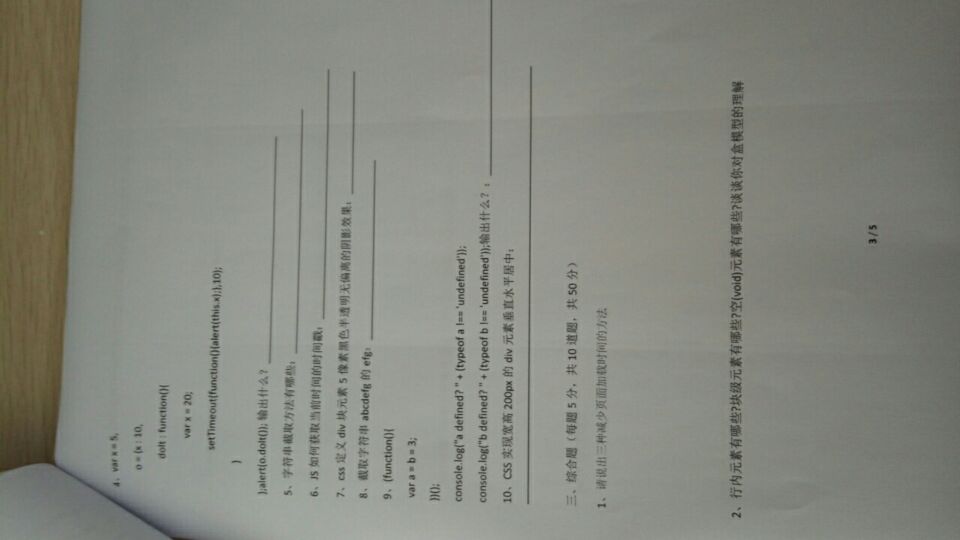 4、var x = 5,
o = {x : 10,
doIt : function(){
var x = 20;
setTimeout(function(){alert(this.x);},10);
}
};alert(o.doIt()); 输出什么？
5、字符串截取方法有哪些：
6、JS 如何获取当前时间的时间戳：
7、css 定义 div 块元素 5 像素黑色半透明无偏离的阴影效果：
8、截取字符串 abcdefg 的 efg：
9、(function(){
var a = b = 3;
})();
console.log("a defined? " + (typeof a !== 'undefined'));
console.log("b defined? " + (typeof b !== 'undefined'));输出什么？：
10、CSS 实现宽高 200px 的 div 元素垂直水平居中：
三、综合题（每题 5 分，共 10 道题，共 50 分）
1、请说出三种减少页面加载时间的方法
2、行内元素有哪些?块级元素有哪些?空(void)元素有哪些?谈谈你对盒模型的理解
3 / 5